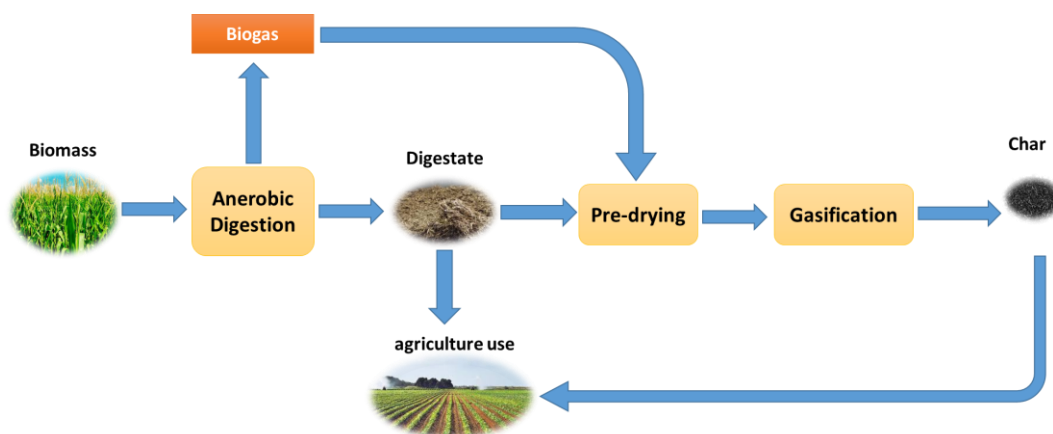 Biogas
Biomass
Anerobic
Digestion
Digestate
Pre-drying
Gasification
Char
agriculture use